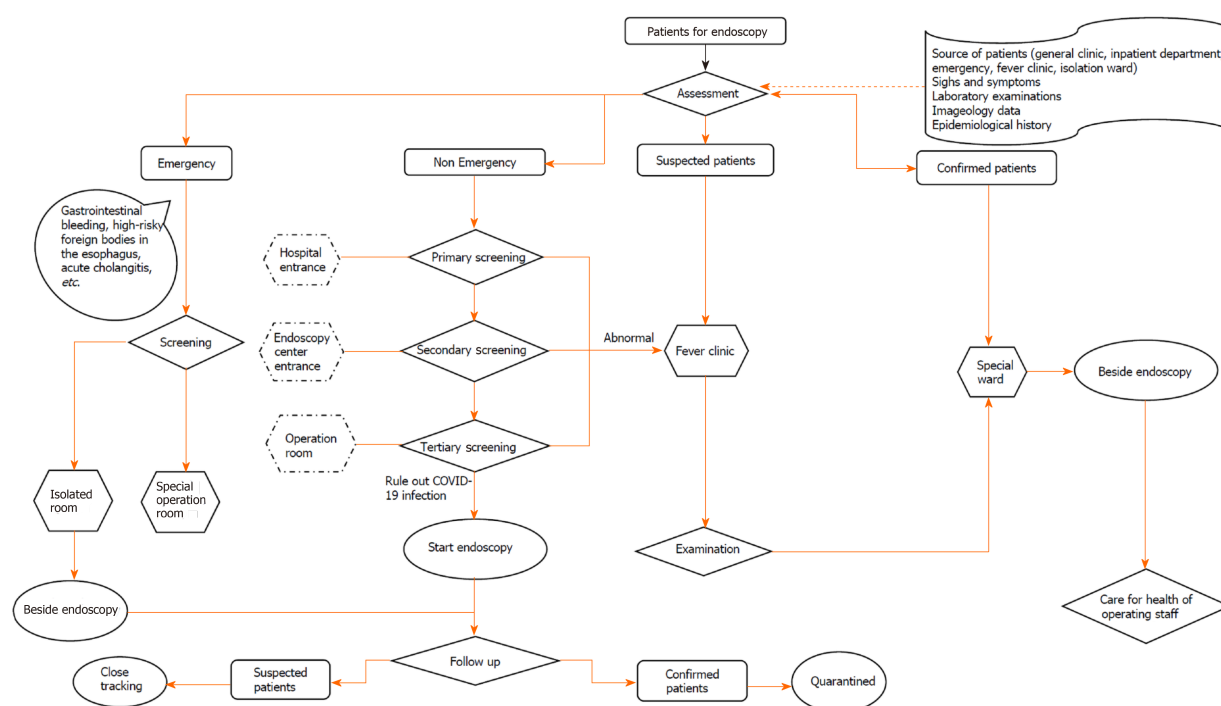 Patients for endoscopy
Source of patients (general clinic, inpatient department
emergency, fever clinic, isolation ward)
Sighs and symptoms
Laboratory examinations
Imageology data
Epidemiological history
Assessment
Emergency
Non Emergency
Suspected patients
Confirmed patients
Gastrointestinal
bleeding, high-risky
foreign bodies in
the esophagus,
acute cholangitis,
etc.
Hospital
entrance
Primary screening
Screening
Endoscopy
center
entrance
Secondary screening
Abnormal
Fever clinic
Special
ward
Beside endoscopy
Operation
room
Tertiary screening
Rule out COVID-
19 infection
Isolated
room
Special
operation
room
Start endoscopy
Examination
Beside endoscopy
Care for health of
operating staff
Follow up
Close
tracking
Suspected
patients
Confirmed
patients
Quarantined